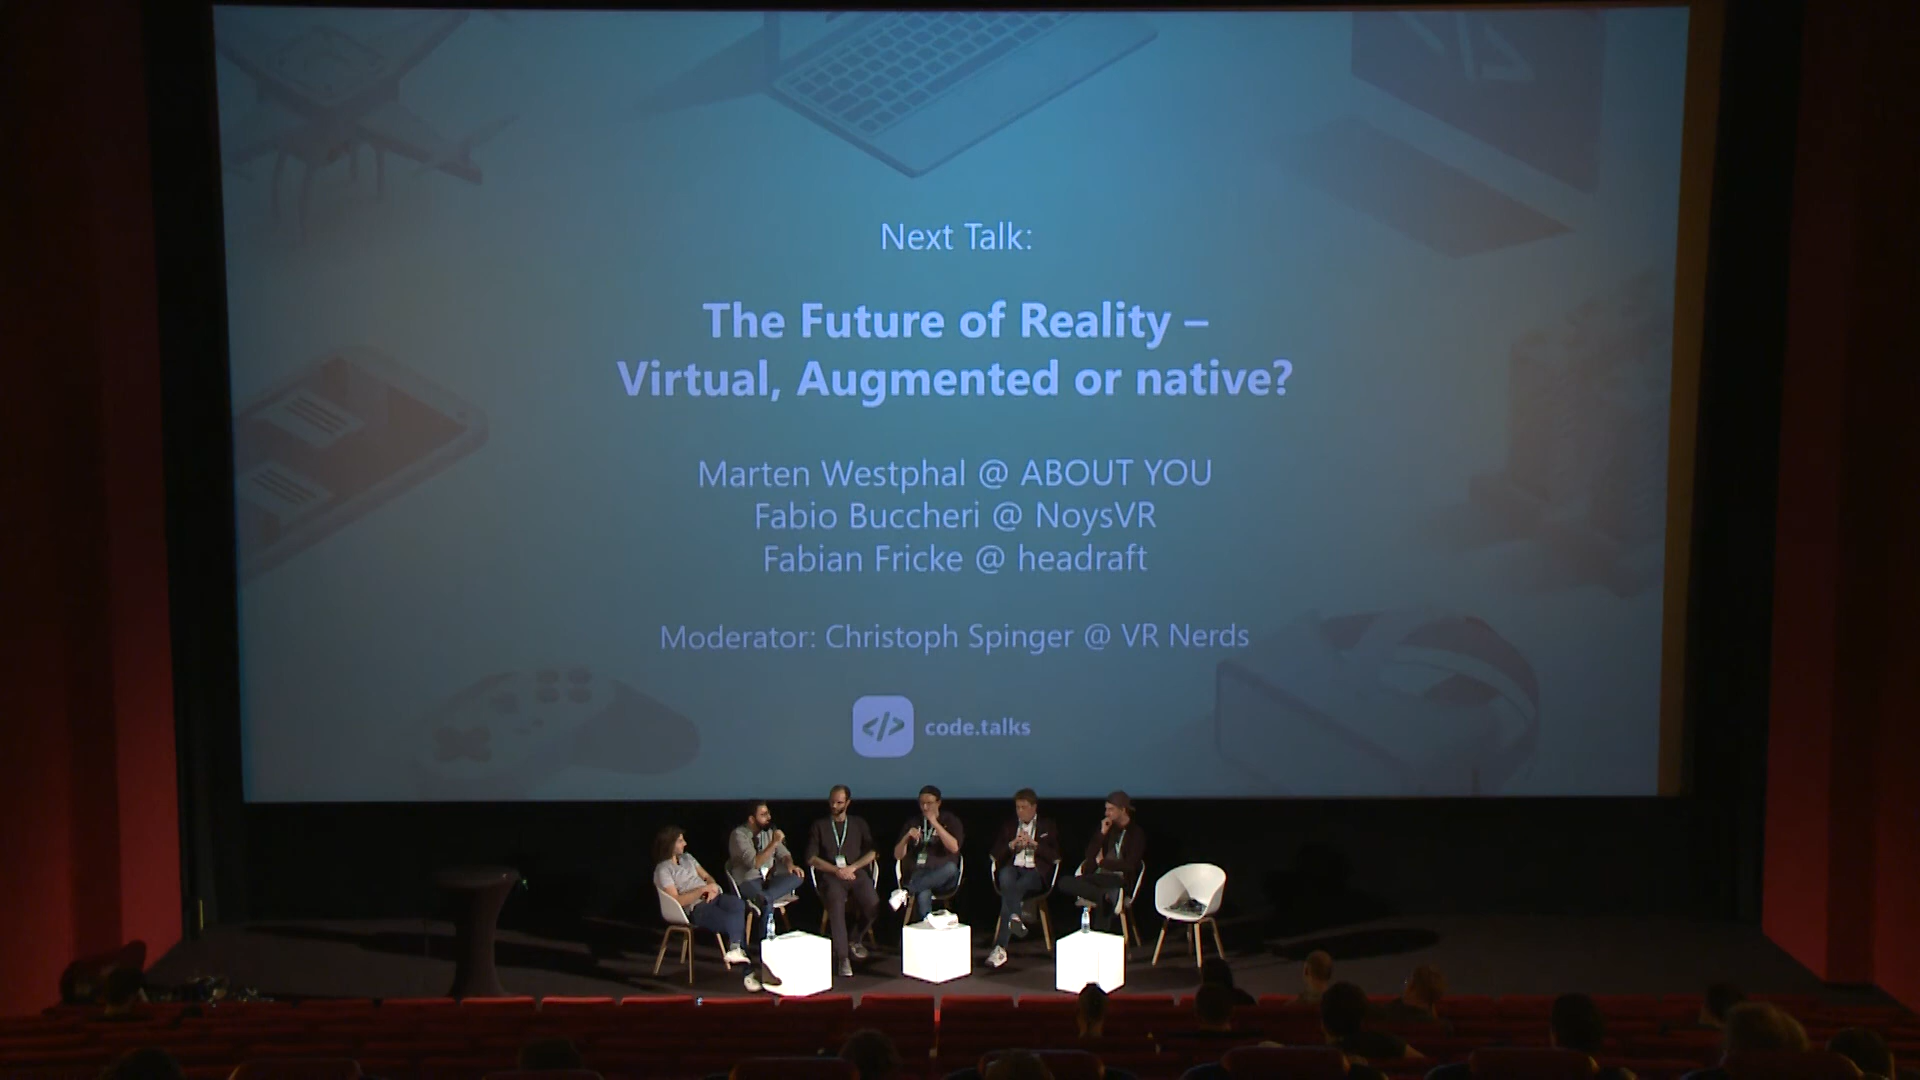 Next Talk:
The Future of Reality –
Virtual, Augmented or native?
Marten Westphal @ ABOUT YOU
Fabio Buccheri @ NoysVR
Fabian Fricke @ headraft
Moderator: Christoph Spinger @ VR Nerds
</> code.talks